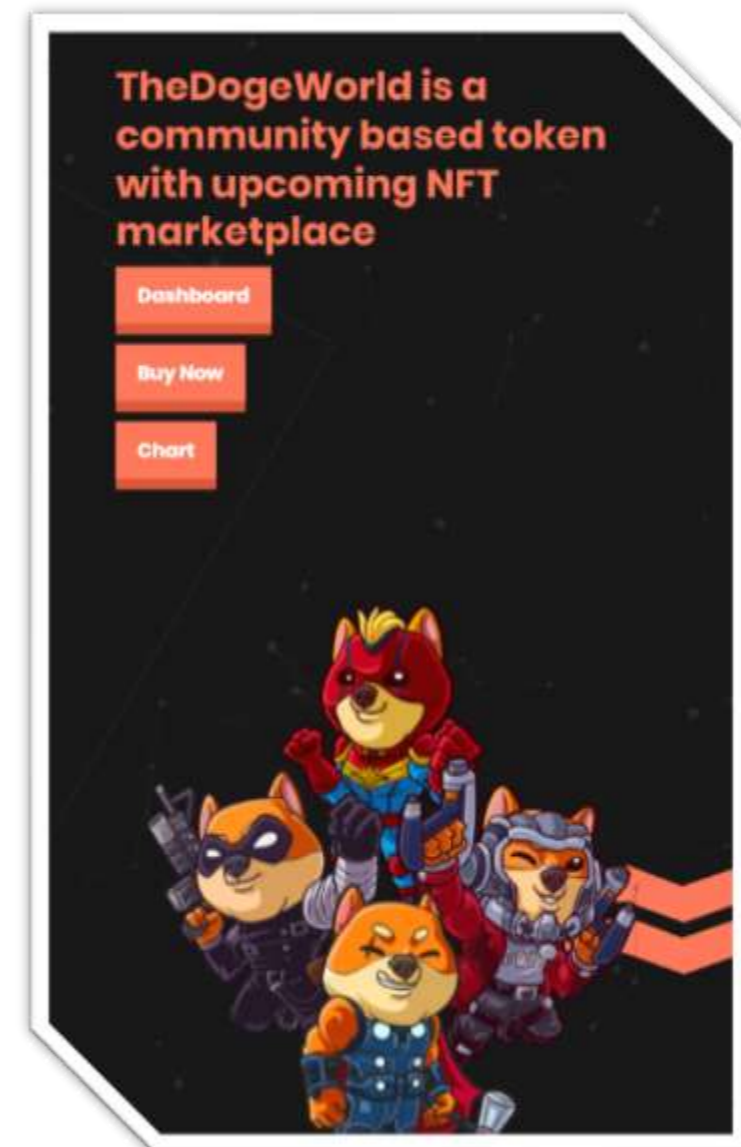 TheDogeWorld is a
community based token
with upcoming NFT
marketplace
Dashboard
Buy Now
Chart